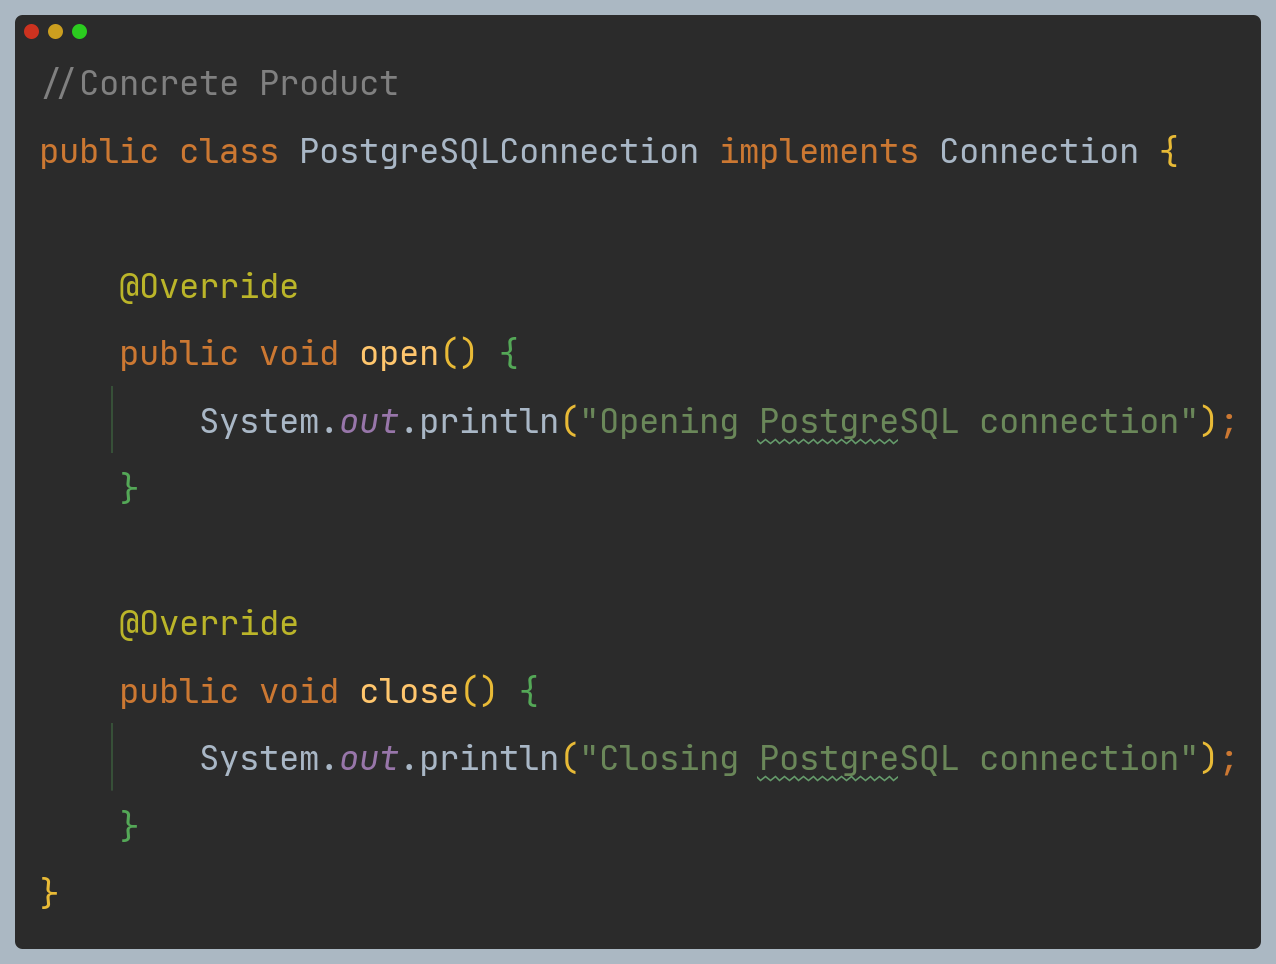 //Concrete Product
public class PostgreSQLConnection implements Connection {
@Override
public void open() {
System.out.println("Opening PostgreSQL connection");
}
@Override
public void close() {
System.out.println("Closing PostgreSQL connection");
}
}